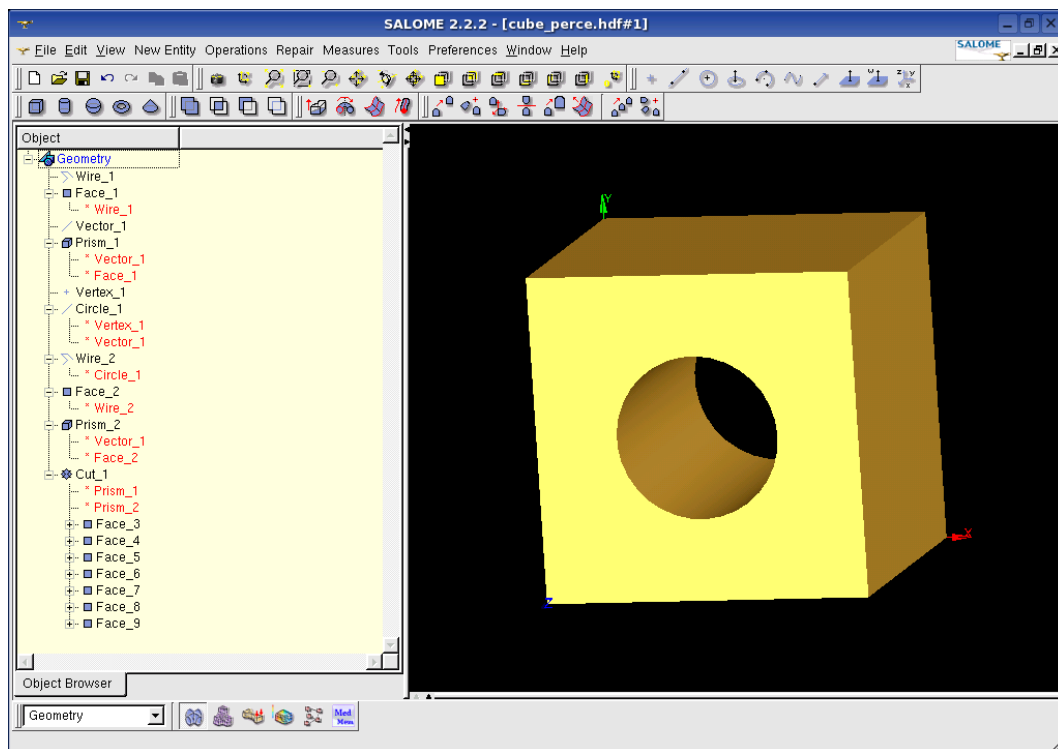 SALOME 2.2.2 - [cube_perce.hdf#1]
File Edit View New Entity Operations Repair Measures Tools Preferences Window Help
SALOME
Object
Geometry
Wire_1
Face_1
* Wire_1
Vector_1
Prism_1
* Vector_1
* Face_1
Vertex_1
Circle_1
* Vertex_1
* Vector_1
Wire_2
* Circle_1
Face_2
* Wire_2
Prism_2
* Vector_1
* Face_2
Cut_1
* Prism_1
* Prism_2
Face_3
Face_4
Face_5
Face_6
Face_7
Face_8
Face_9
Y
X
Z
Object Browser
Geometry
Med
Mem